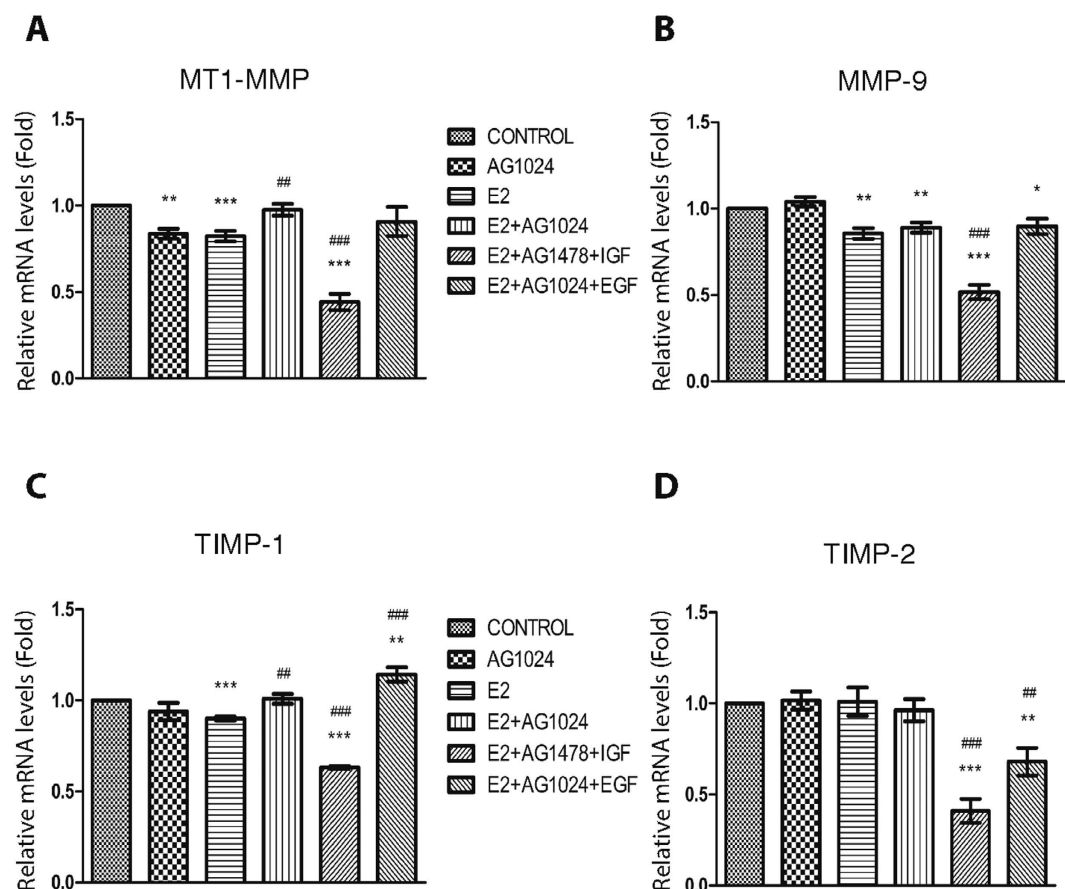 A
MT1-MMP
Relative mRNA levels (Fold)
1.5
1.0
0.5
0.0
**
***
##
###
***
CONTROL
AG1024
E2
E2+AG1024
E2+AG1478+IGF
E2+AG1024+EGF
B
MMP-9
Relative mRNA levels (Fold)
1.5
1.0
0.5
0.0
**
**
###
***
*
C
TIMP-1
Relative mRNA levels (Fold)
1.5
1.0
0.5
0.0
***
##
###
***
###
**
CONTROL
AG1024
E2
E2+AG1024
E2+AG1478+IGF
E2+AG1024+EGF
D
TIMP-2
Relative mRNA levels (Fold)
1.5
1.0
0.5
0.0
###
***
##
**